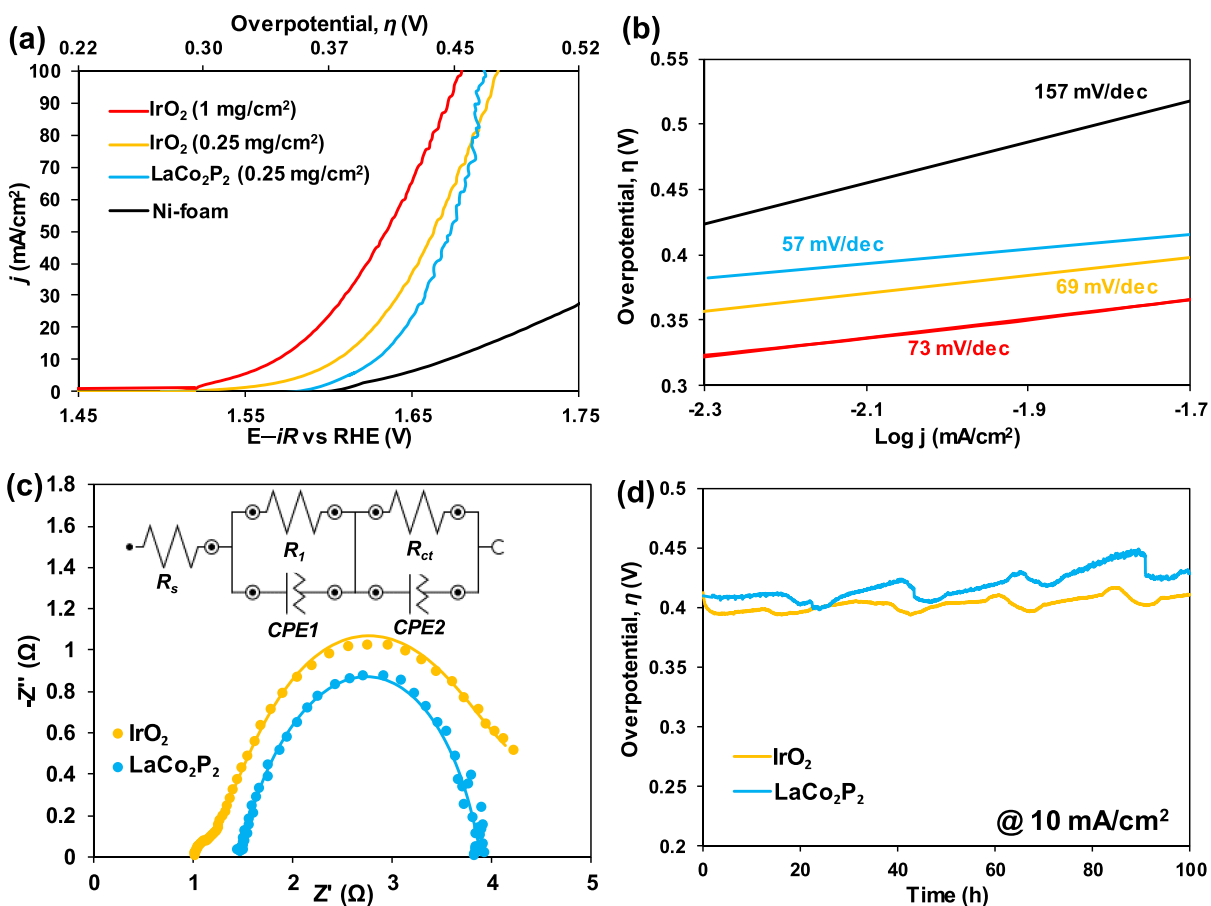 (a)
Overpotential, η (V)
0.22 0.30 0.37 0.45 0.52
100
90
80
70
60
50
40
30
20
10
0
j (mA/cm²)
IrO₂ (1 mg/cm²)
IrO₂ (0.25 mg/cm²)
LaCo₂P₂ (0.25 mg/cm²)
Ni-foam
1.45 1.55 1.65 1.75
E—iR vs RHE (V)
(b)
0.55
0.5
0.45
0.4
0.35
0.3
Overpotential, η (V)
157 mV/dec
57 mV/dec
69 mV/dec
73 mV/dec
-2.3 -2.1 -1.9 -1.7
Log j (mA/cm²)
(c)
1.8
1.6
1.4
1.2
1
0.8
0.6
0.4
0.2
0
-Z'' (Ω)
Rs
R1
Rct
CPE1
CPE2
IrO₂
LaCo₂P₂
0 1 2 3 4 5
Z' (Ω)
(d)
0.5
0.45
0.4
0.45
0.4
0.3
0.2
Overpotential, η (V)
IrO₂
LaCo₂P₂
@ 10 mA/cm²
0 20 40 60 80 100
Time (h)